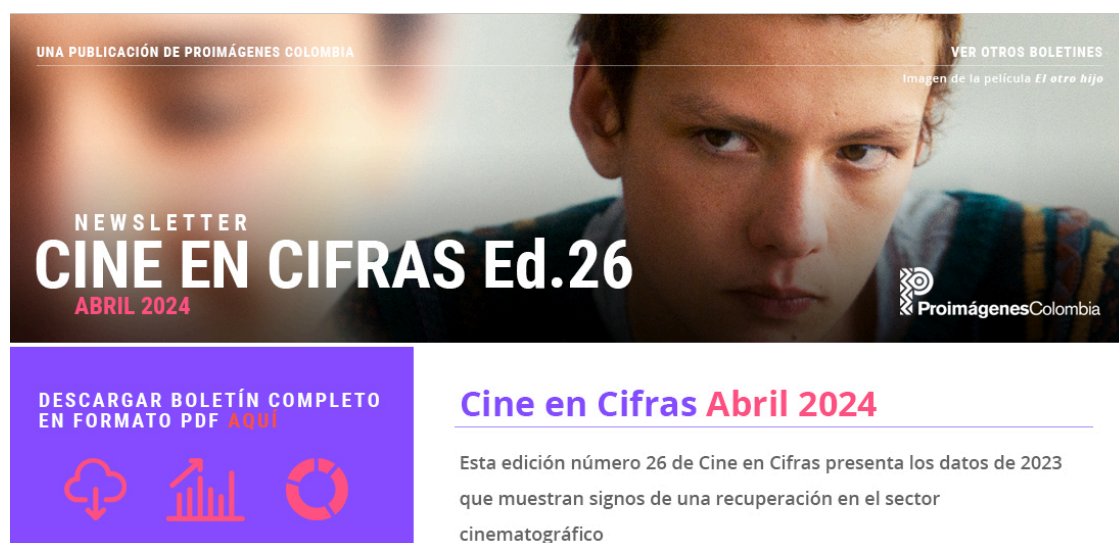 UNA PUBLICACIÓN DE PROIMÁGENES COLOMBIA
VER OTROS BOLETINES
Imagen de la película El otro hijo
NEWSLETTER
CINE EN CIFRAS Ed.26
ABRIL 2024
ProimágenesColombia
DESCARGAR BOLETÍN COMPLETO
EN FORMATO PDF AQUÍ
Cine en Cifras Abril 2024
Esta edición número 26 de Cine en Cifras presenta los datos de 2023
que muestran signos de una recuperación en el sector
cinematográfico